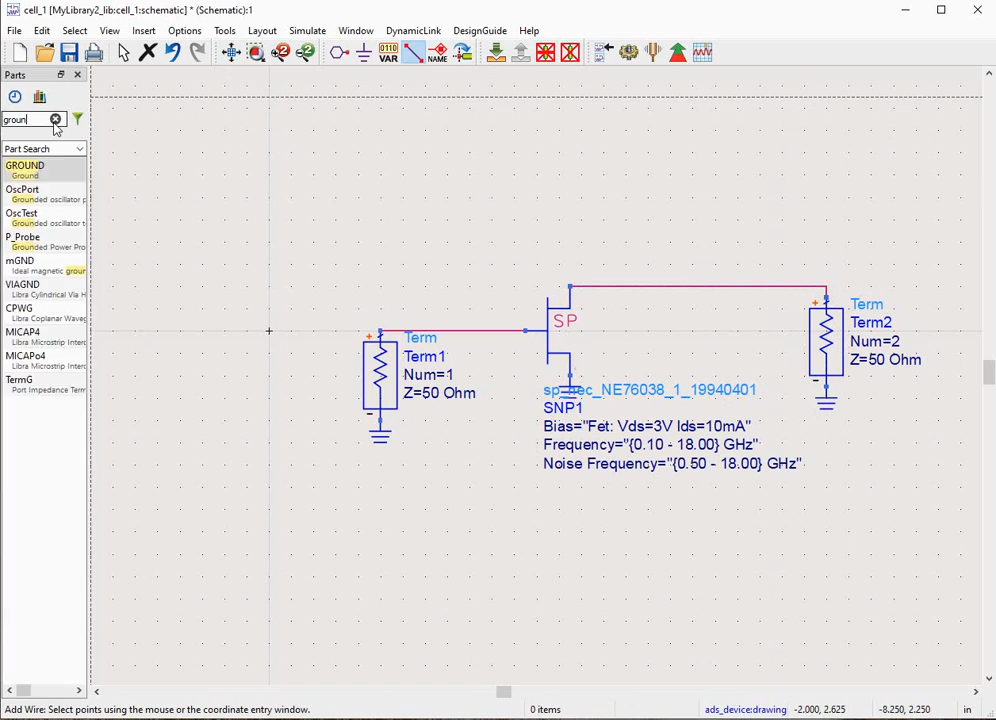 cell_1 [MyLibrary2_lib:cell_1:schematic] * (Schematic):1
File Edit Select View Insert Options Tools Layout Simulate Window DynamicLink DesignGuide Help
0110
VAR
NAME
Parts
groun
Part Search
GROUND
Ground
OscPort
Grounded oscillator p
OscTest
Grounded oscillator t
P_Probe
Grounded Power Pro
mGND
Ideal magnetic groun
VIAGND
Libra Cylindrical Via H
CPWG
Libra Coplanar Waveg
MICAP4
Libra Microstrip Interc
MICAPo4
Libra Microstrip Interc
TermG
Port Impedance Term
Term
Term1
Num=1
Z=50 Ohm
SP
SNP1
Bias="Fet: Vds=3V Ids=10mA"
Frequency="{0.10 - 18.00} GHz"
Noise Frequency="{0.50 - 18.00} GHz"
Term
Term2
Num=2
Z=50 Ohm
Add Wire: Select points using the mouse or the coordinate entry window.
0 items
ads_device:drawing
-2.000, 2.625
-8.250, 2.250
in